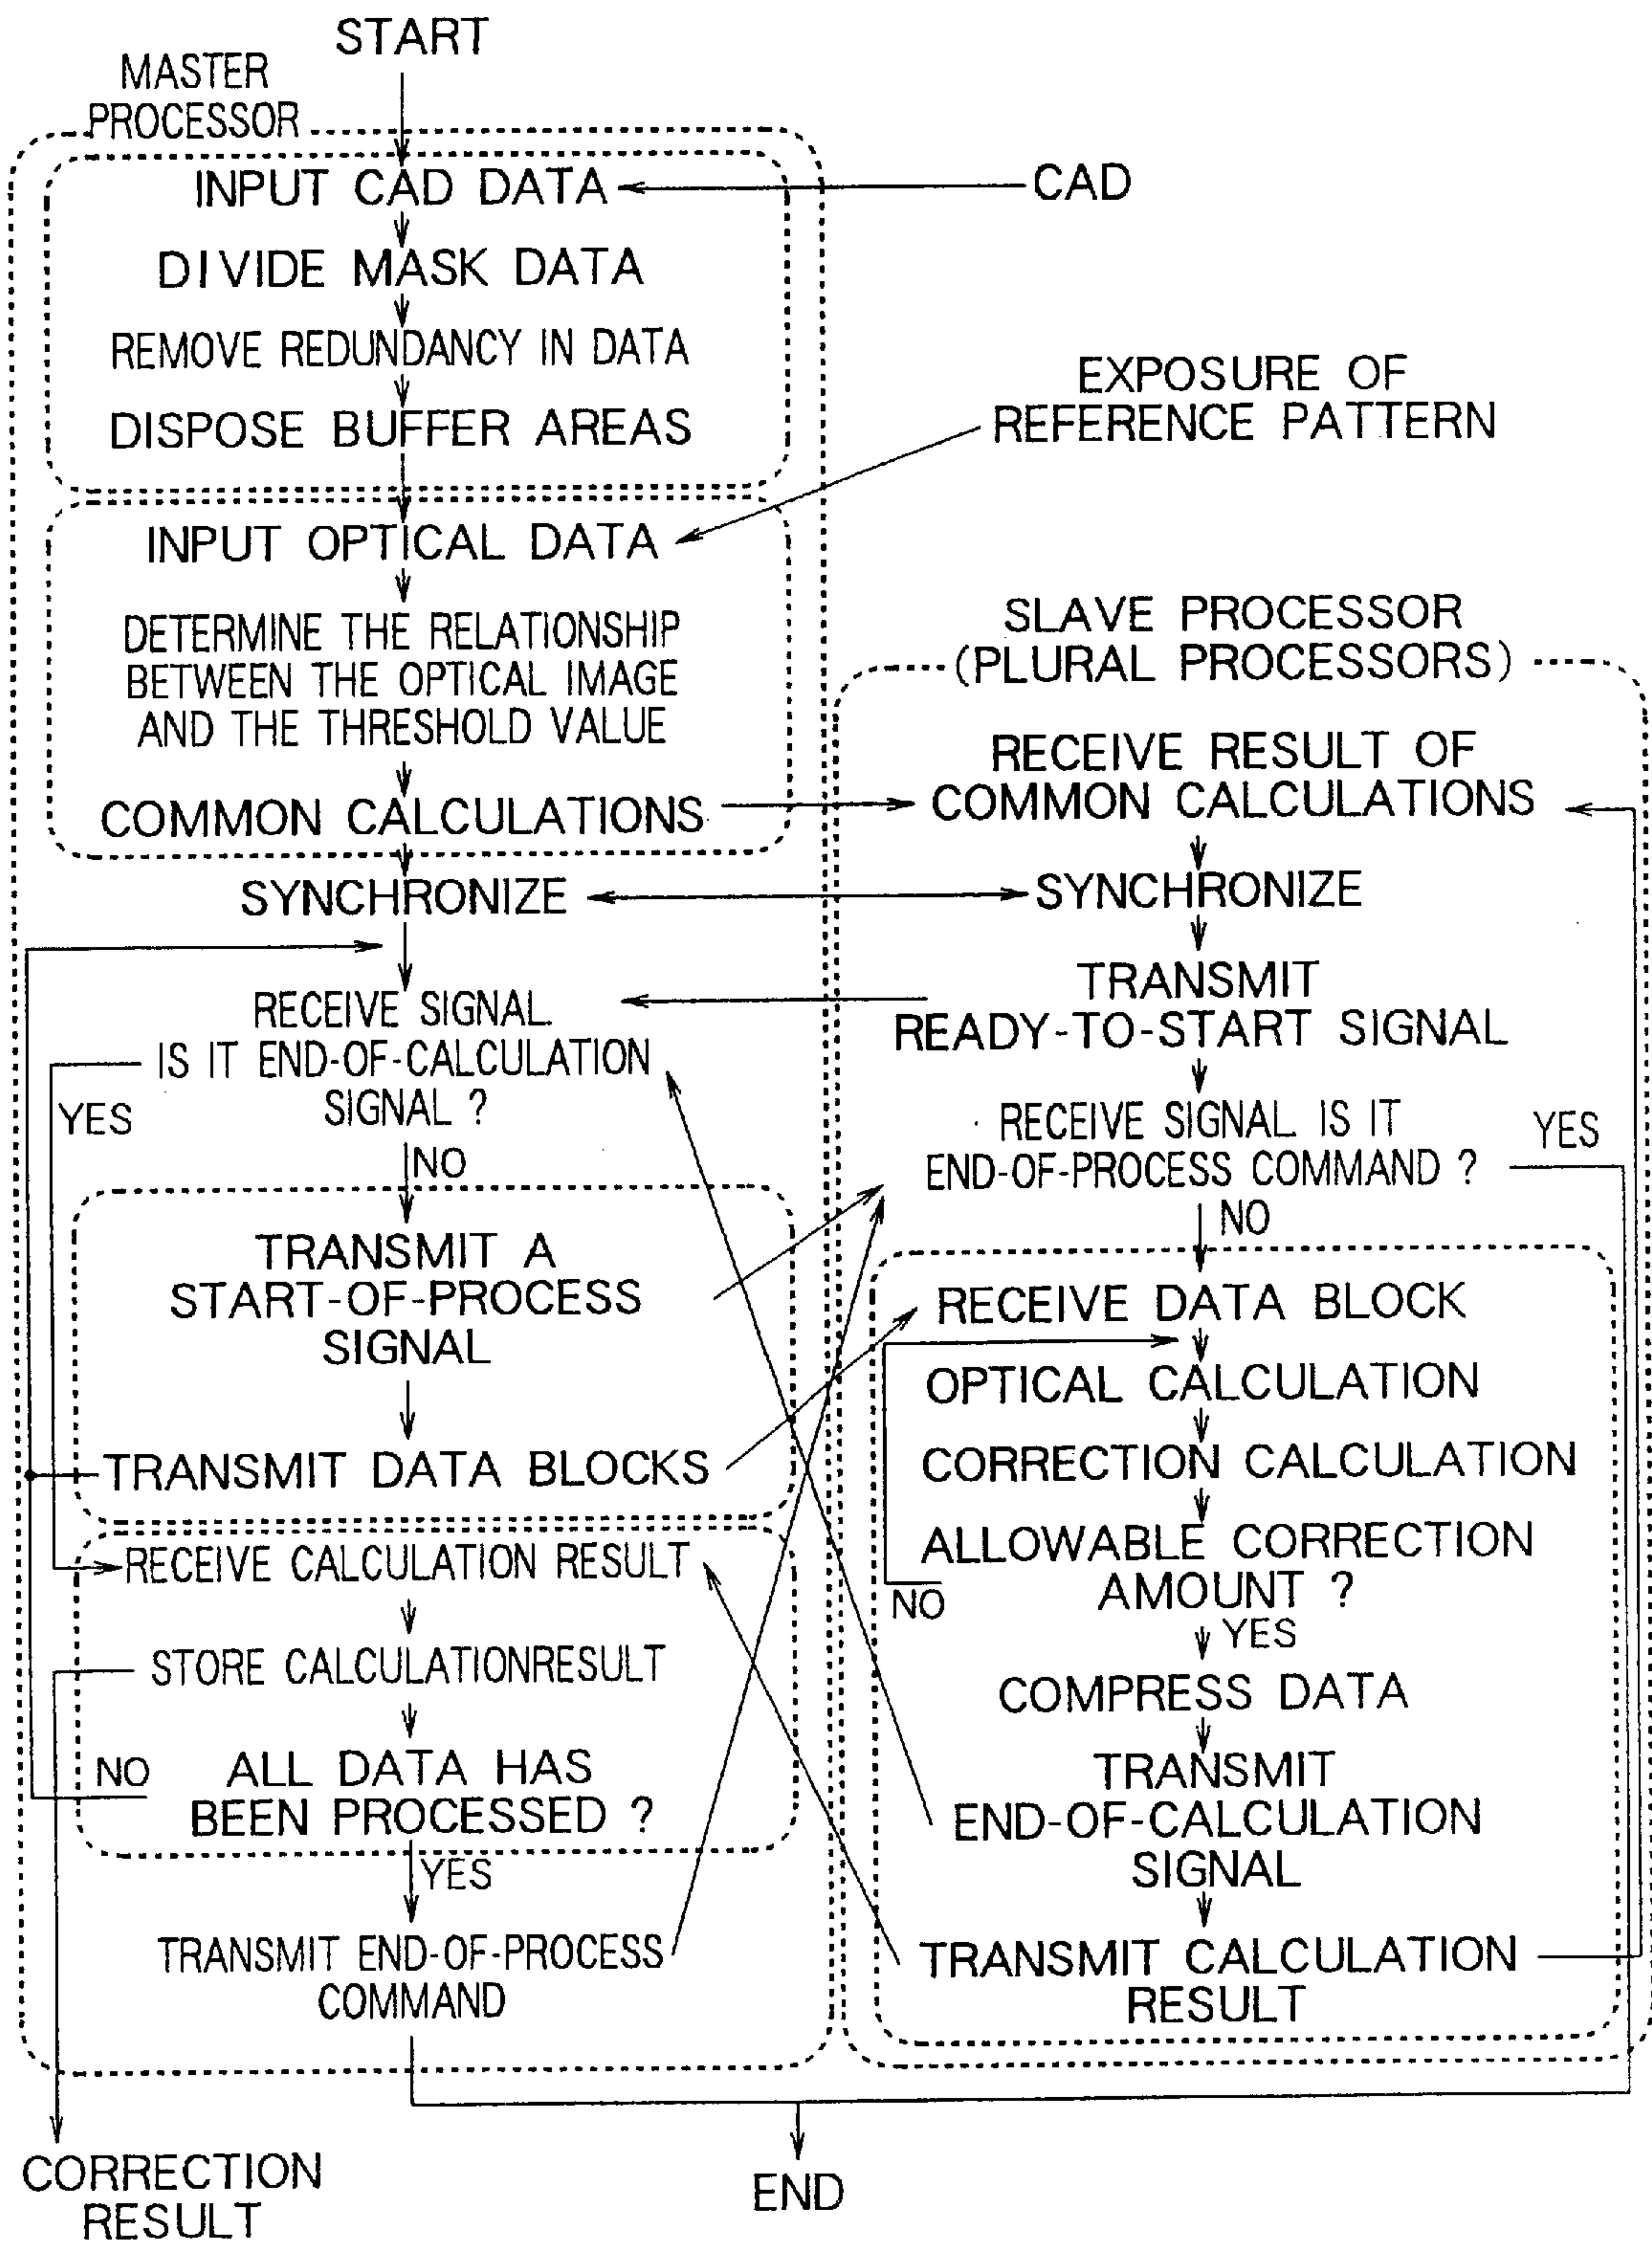 START
MASTER
PROCESSOR
INPUT CAD DATA
CAD
DIVIDE MASK DATA
REMOVE REDUNDANCY IN DATA
DISPOSE BUFFER AREAS
EXPOSURE OF
REFERENCE PATTERN
INPUT OPTICAL DATA
DETERMINE THE RELATIONSHIP
BETWEEN THE OPTICAL IMAGE
AND THE THRESHOLD VALUE
COMMON CALCULATIONS
SYNCHRONIZE
RECEIVE SIGNAL
IS IT END-OF-CALCULATION
SIGNAL ?
YES
NO
TRANSMIT A
START-OF-PROCESS
SIGNAL
TRANSMIT DATA BLOCKS
RECEIVE CALCULATION RESULT
STORE CALCULATIONRESULT
NO
ALL DATA HAS
BEEN PROCESSED ?
YES
TRANSMIT END-OF-PROCESS
COMMAND
CORRECTION
RESULT
SLAVE PROCESSOR
(PLURAL PROCESSORS)
RECEIVE RESULT OF
COMMON CALCULATIONS
SYNCHRONIZE
TRANSMIT
READY-TO-START SIGNAL
RECEIVE SIGNAL IS IT
END-OF-PROCESS COMMAND ?
YES
NO
RECEIVE DATA BLOCK
OPTICAL CALCULATION
CORRECTION CALCULATION
ALLOWABLE CORRECTION
AMOUNT ?
NO
YES
COMPRESS DATA
TRANSMIT
END-OF-CALCULATION
SIGNAL
TRANSMIT CALCULATION
RESULT
END